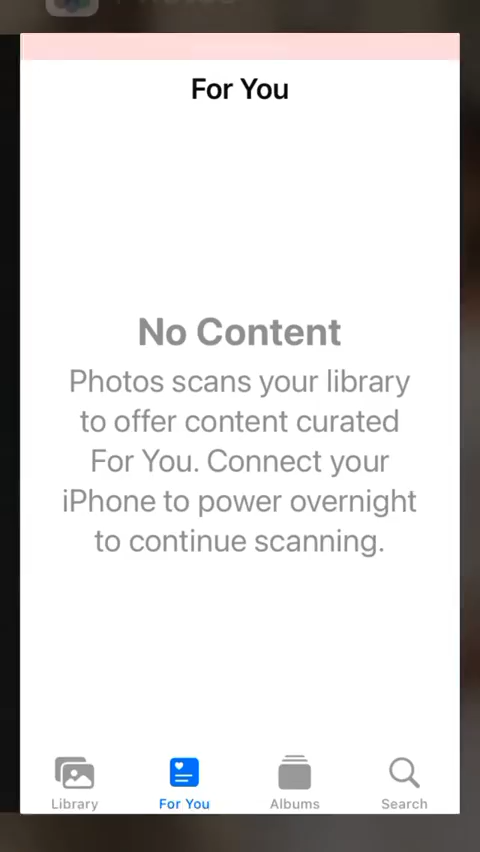 Photos
For You
No Content
Photos scans your library
to offer content curated
For You. Connect your
iPhone to power overnight
to continue scanning.
Library
For You
Albums
Search